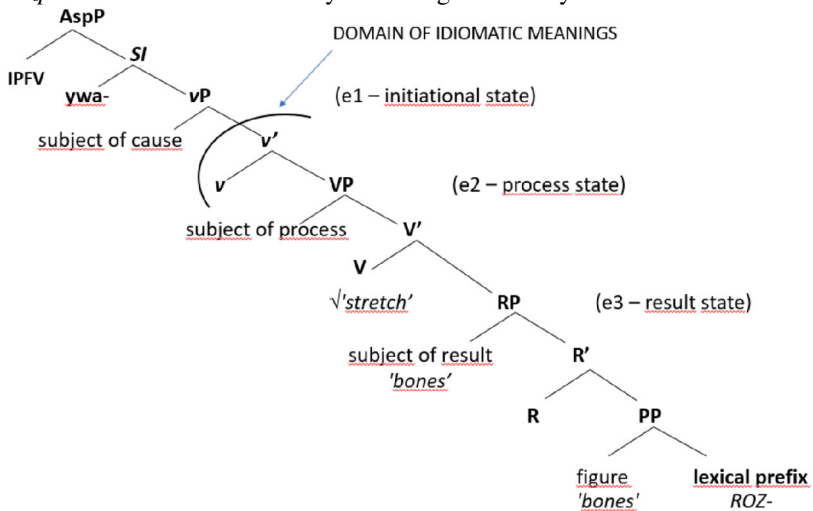 AspP
DOMAIN OF IDIOMATIC MEANINGS
SI
IPFV
ywa-
vP
(e1 – initiational state)
subject of cause
v'
v
VP
(e2 – process state)
subject of process
V'
V
√'stretch'
RP
(e3 – result state)
subject of result
R'
'bones'
R
PP
figure
lexical prefix
'bones'
ROZ-